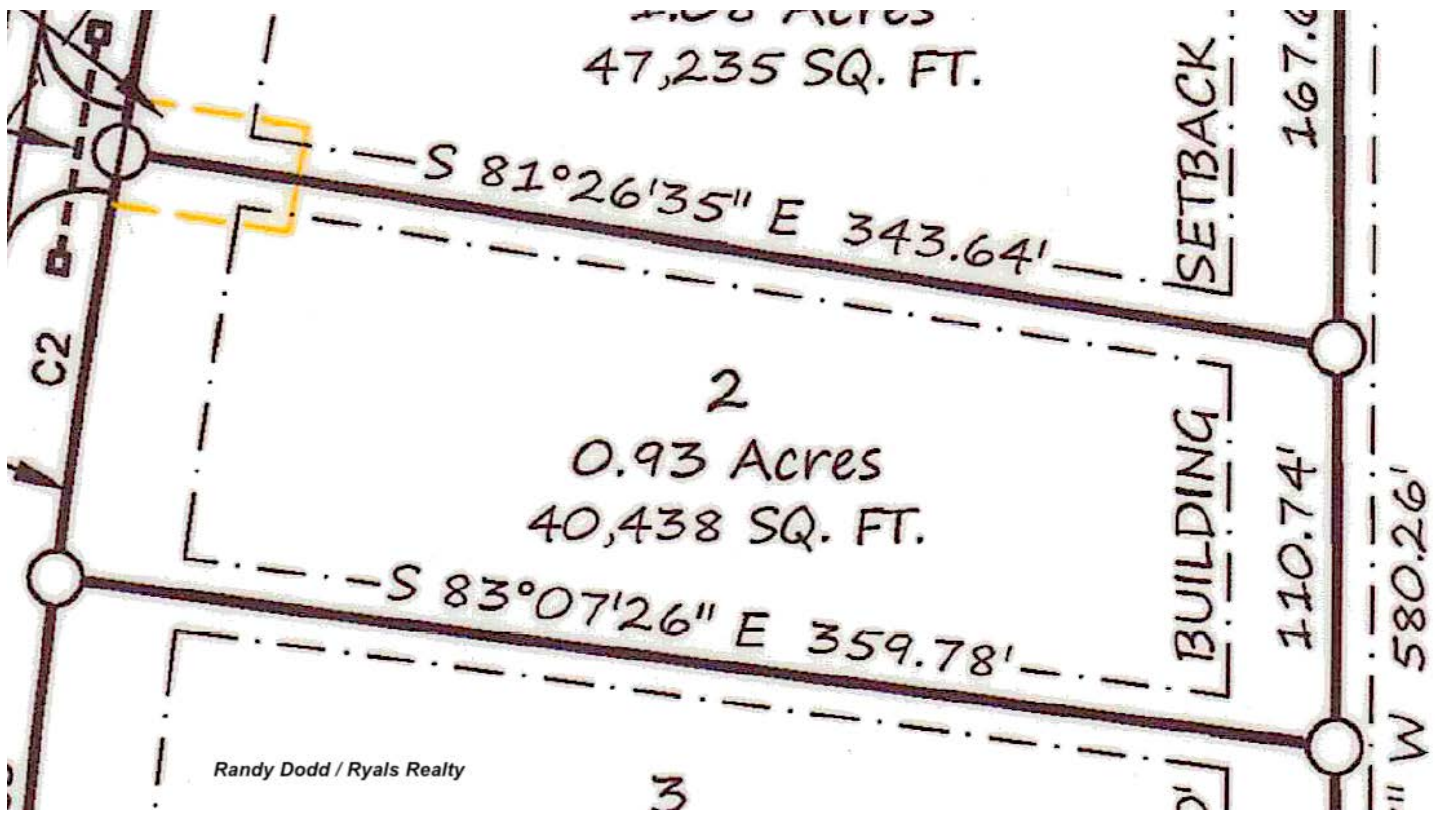 Acres
47,235 SQ. FT.
SETBACK
S 81°26'35" E 343.64'
C2
2
0.93 Acres
40,438 SQ. FT.
BUILDING
110.74'
580.26'
S 83°07'26" E 359.78'
W
3
Randy Dodd / Ryals Realty